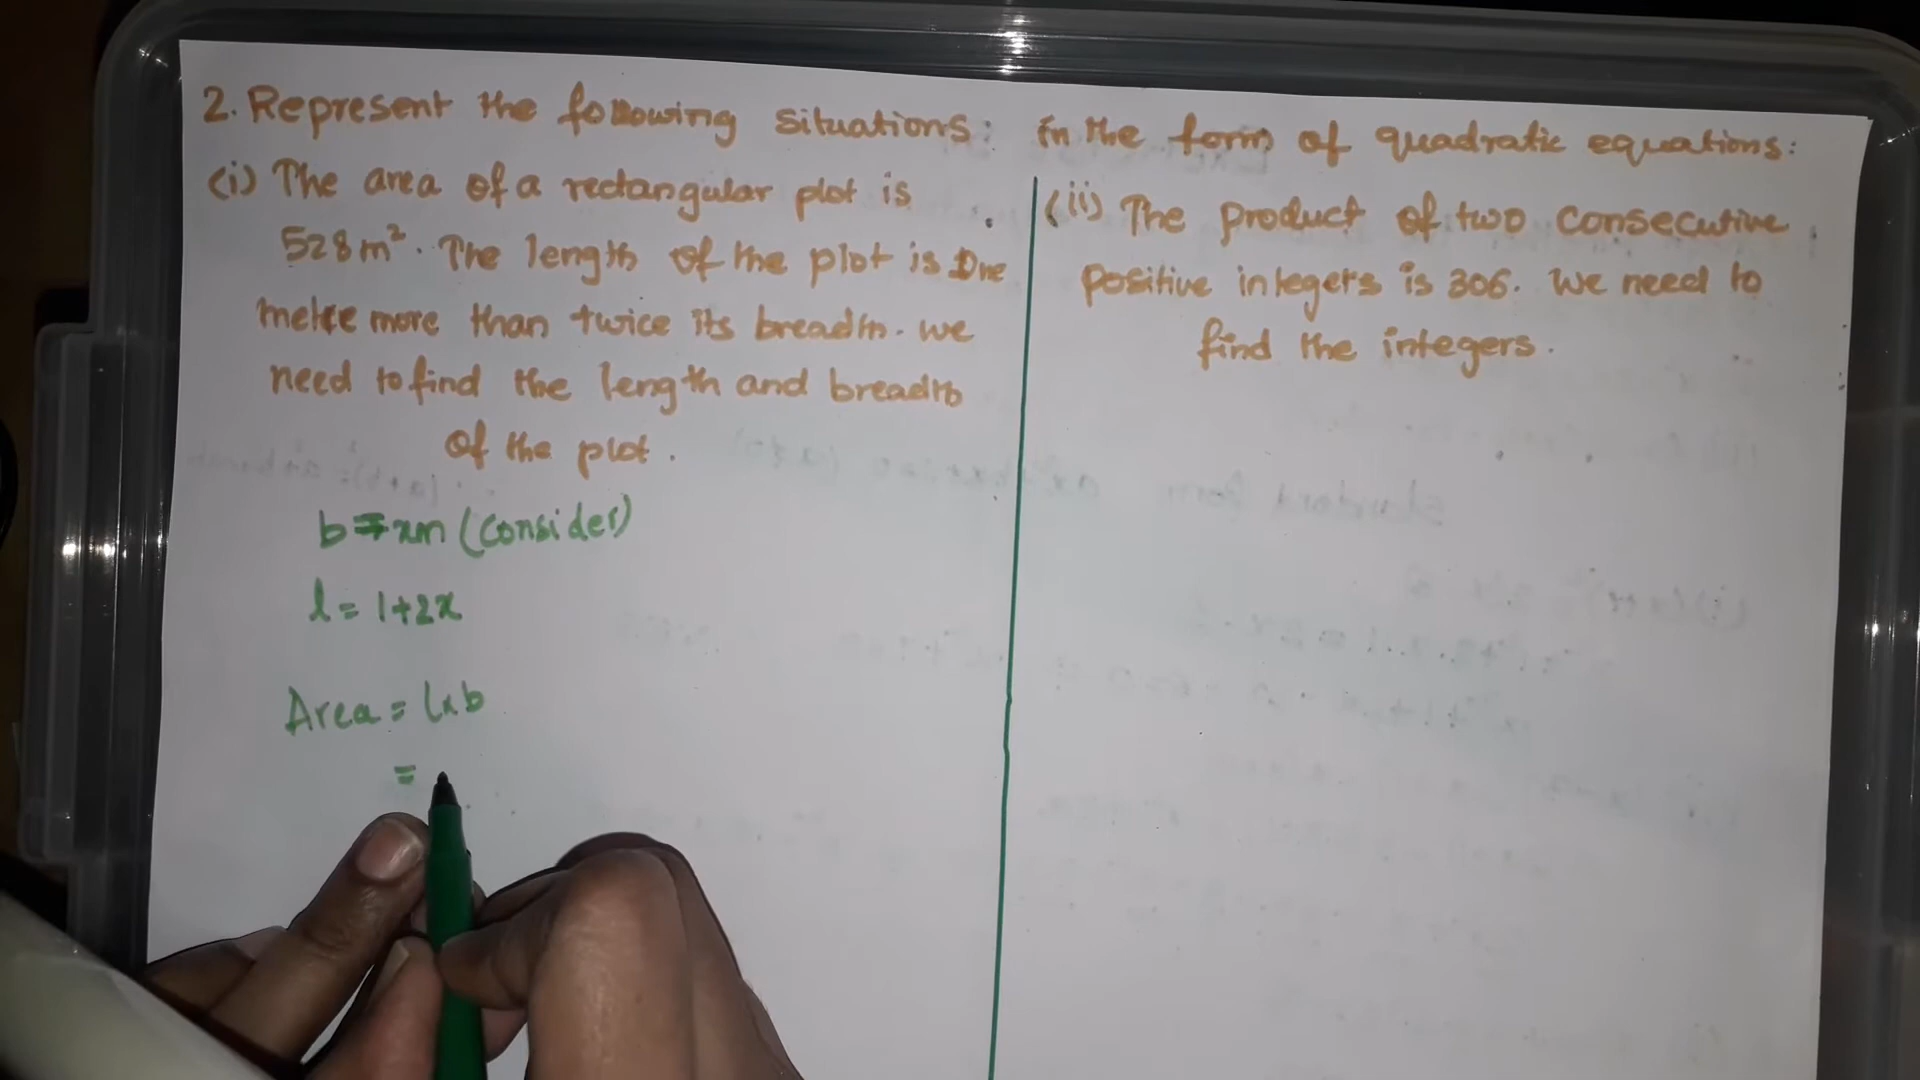 2. Represent the following situations: in the form of quadratic equations:
(i) The area of a rectangular plot is
528m². The length of the plot is one
metre more than twice its breadth. we
need to find the length and breadth
of the plot.
b = xm (consider)
l = 1+2x
Area = l×b
=
(ii) The product of two consecutive
positive integers is 306. We need to
find the integers.